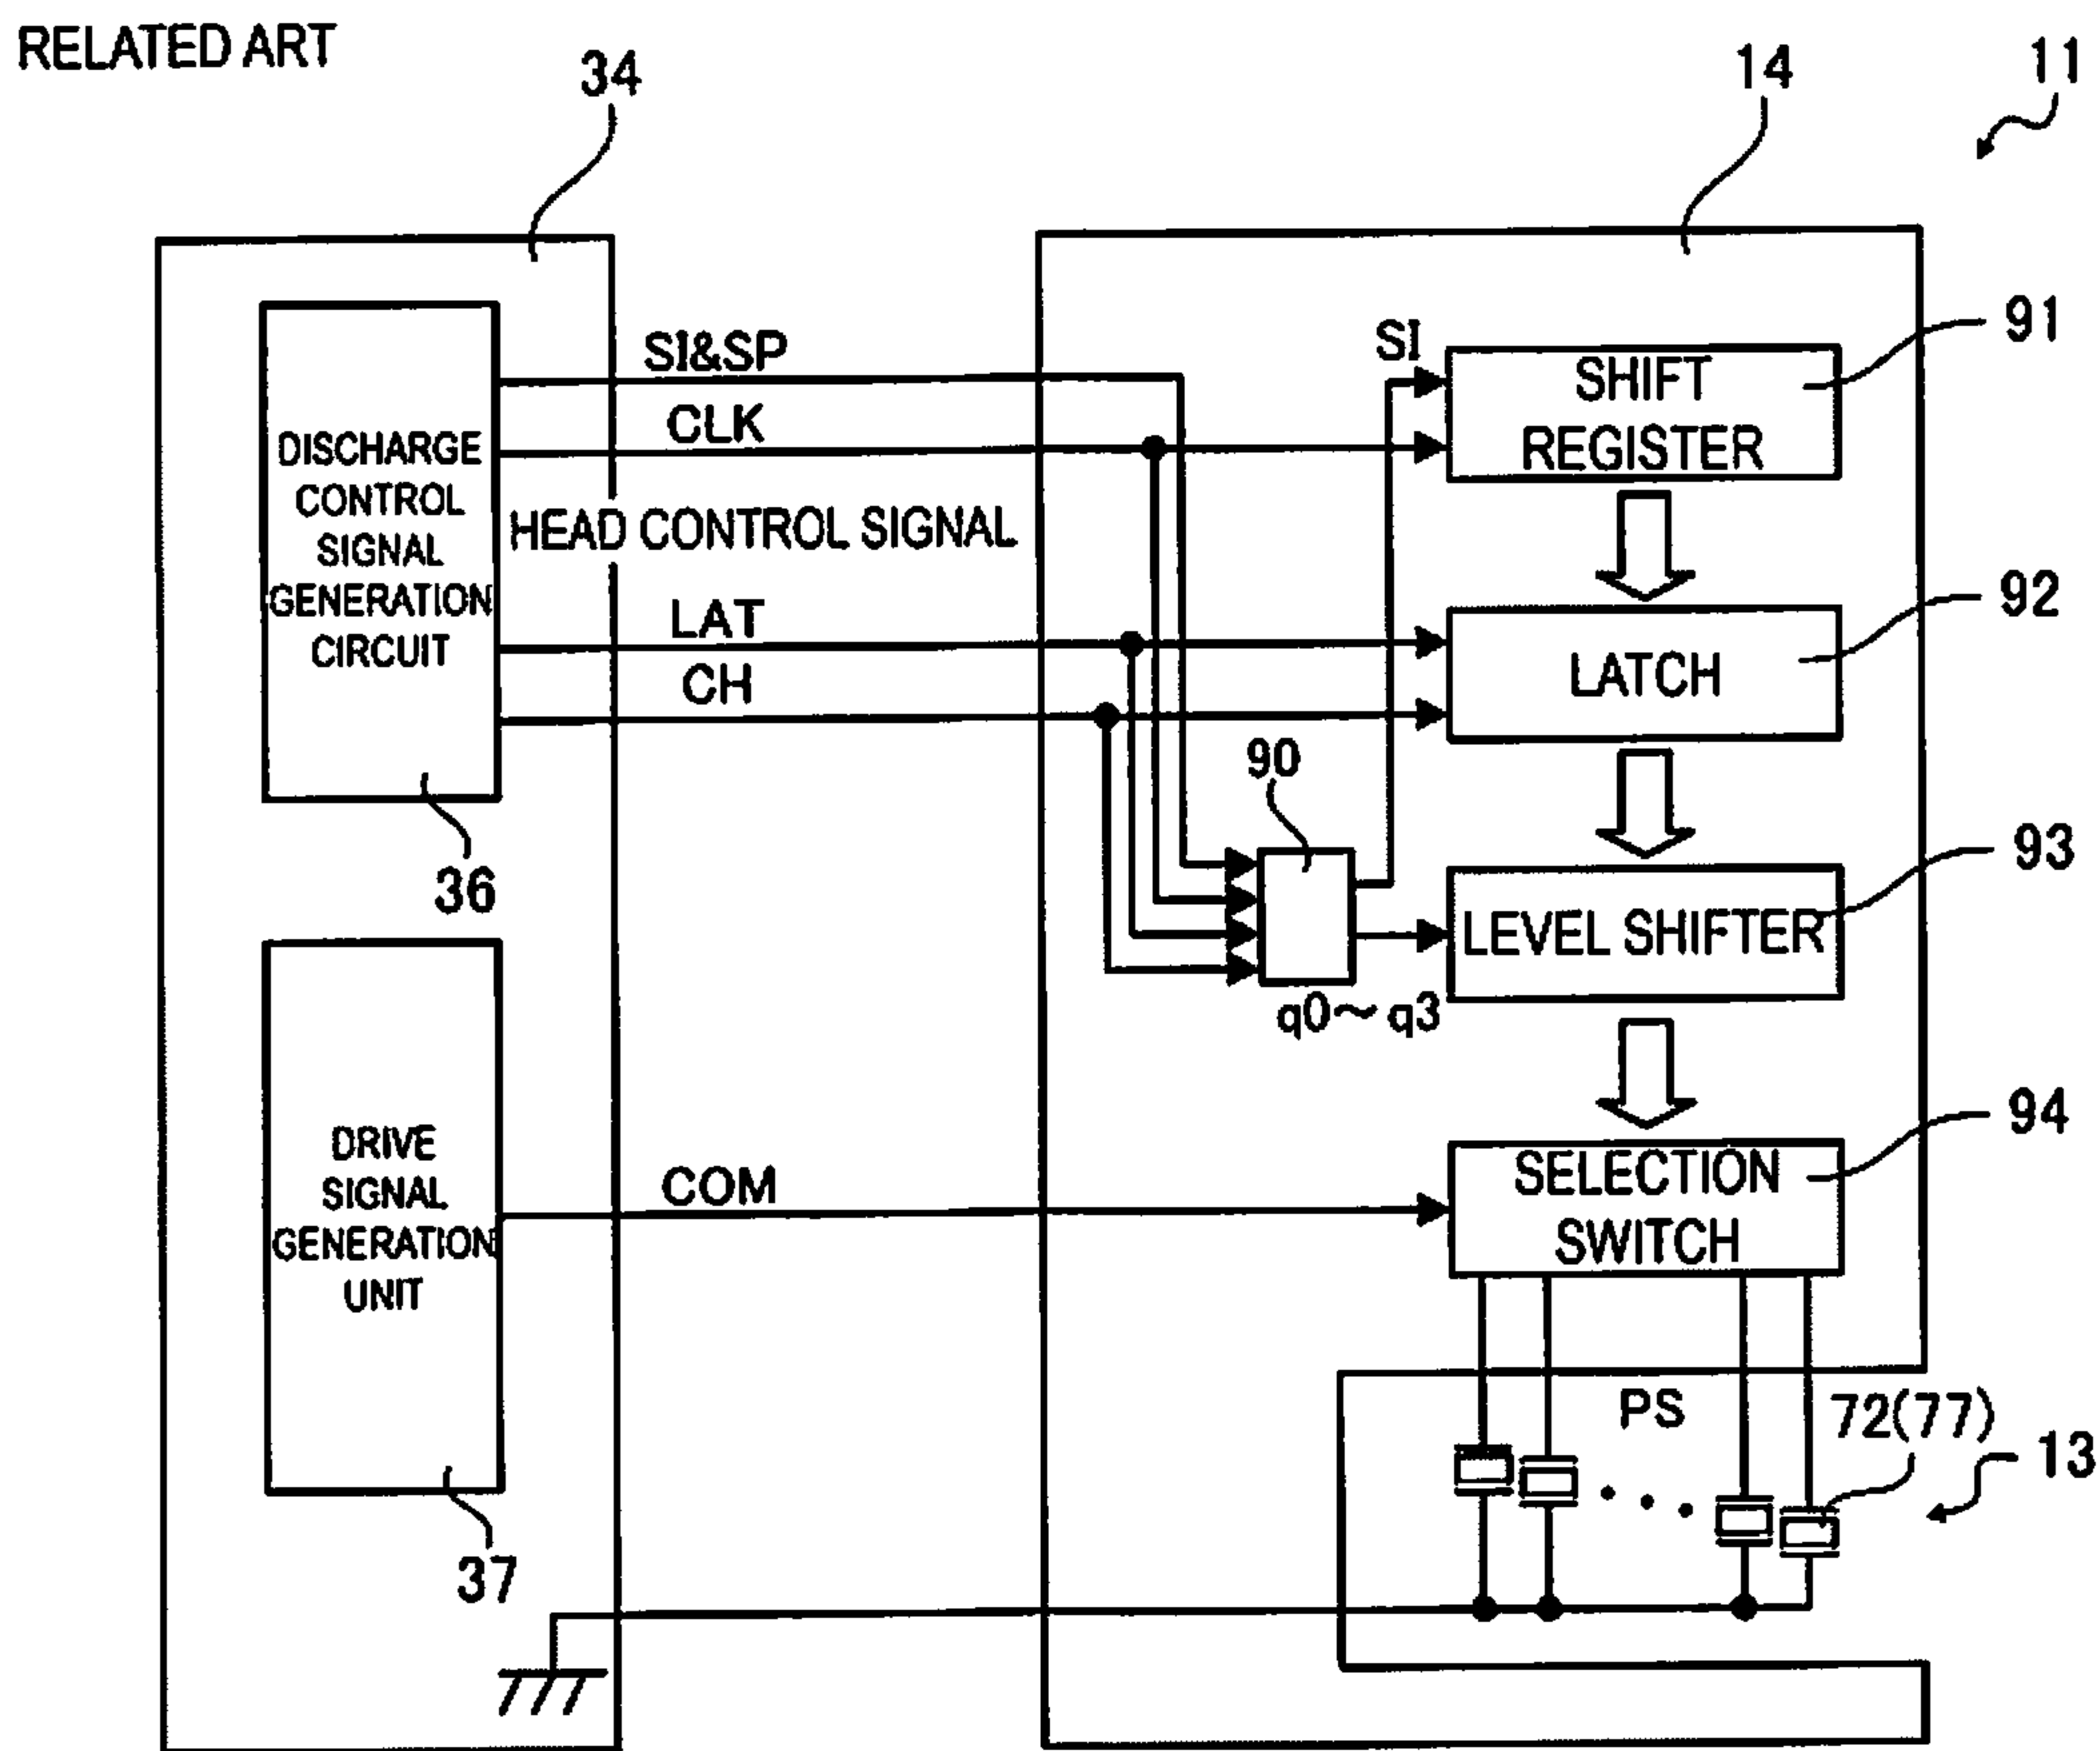 RELATED ART
34
14
11
DISCHARGE
CONTROL
SIGNAL
GENERATION
CIRCUIT
36
SI&SP
CLK
HEAD CONTROL SIGNAL
LAT
CH
SI
SHIFT
REGISTER
91
LATCH
92
90
q0～q3
LEVEL SHIFTER
93
DRIVE
SIGNAL
GENERATION
UNIT
37
COM
SELECTION
SWITCH
94
PS
72(77)
13